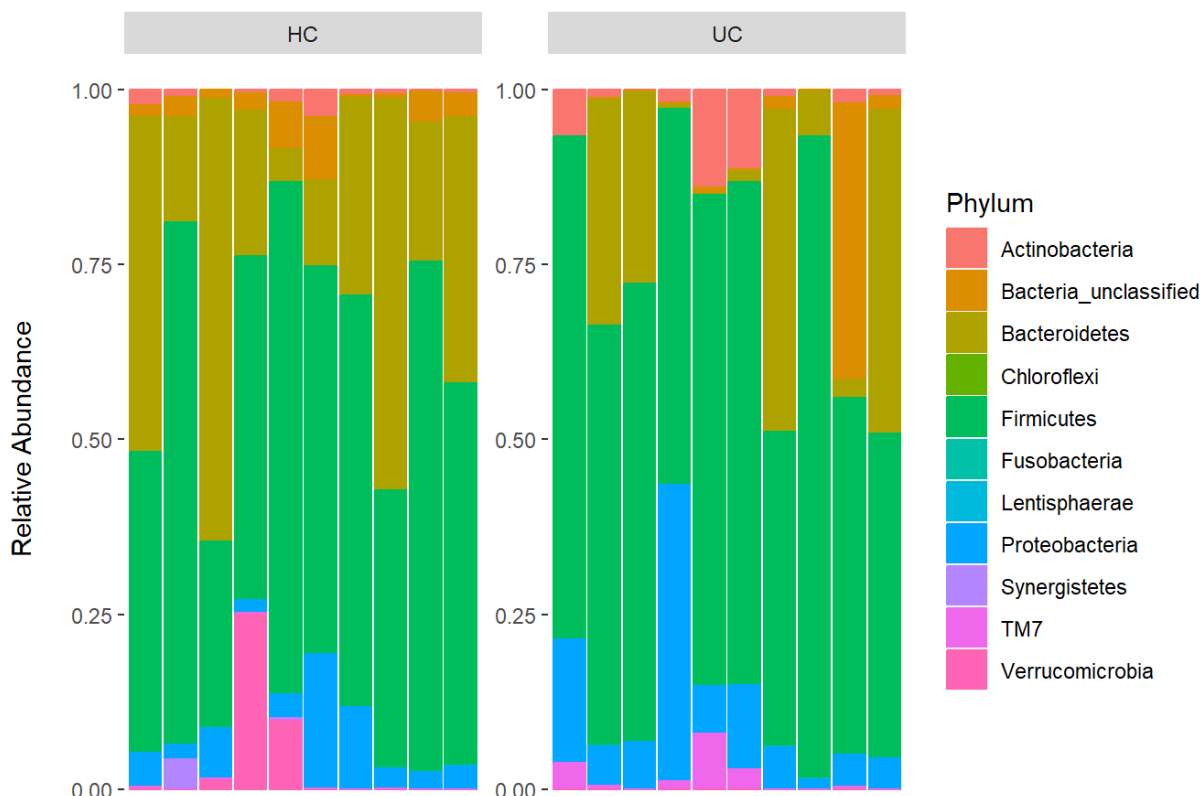 HC
UC
Relative Abundance
1.00
0.75
0.50
0.25
0.00
1.00
0.75
0.50
0.25
0.00
Phylum
Actinobacteria
Bacteria_unclassified
Bacteroidetes
Chloroflexi
Firmicutes
Fusobacteria
Lentisphaerae
Proteobacteria
Synergistetes
TM7
Verrucomicrobia